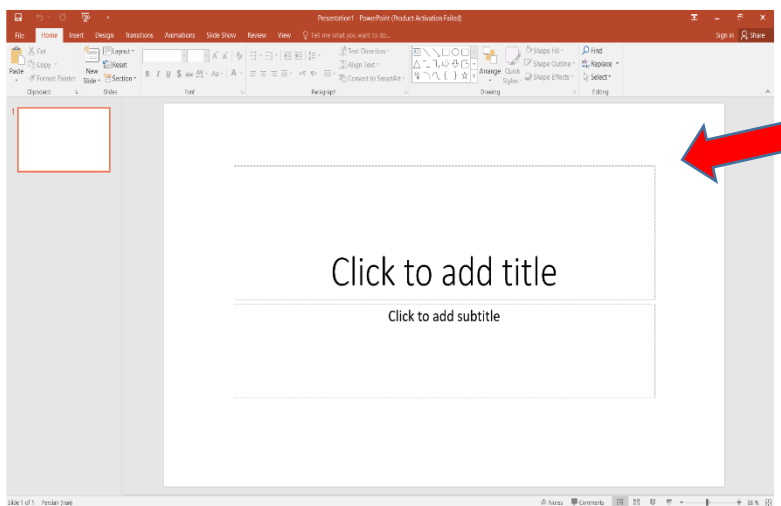 Presentation1 - PowerPoint (Product Activation Failed)
File Home Insert Design Transitions Animations Slide Show Review View Tell me what you want to do... Sign in Share
Cut Layout Text Direction Shape Fill Find
Copy Reset Align Text Shape Outline Replace
Paste Format Painter New Slide Section Convert to SmartArt Arrange Quick Styles Shape Effects Select
Clipboard Slides Font Paragraph Drawing Editing
1
Click to add title
Click to add subtitle
Slide 1 of 1 Persian (Iran) Notes Comments